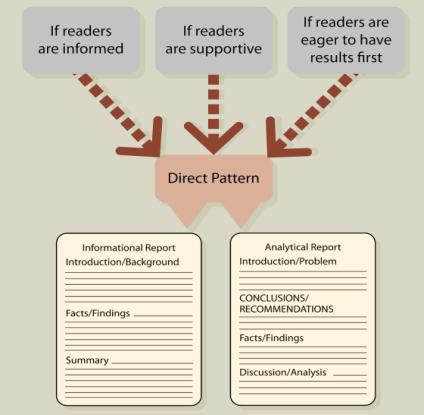 If readers
are informed
If readers
are supportive
If readers are
eager to have
results first
Direct Pattern
Informational Report
Introduction/Background
Facts/Findings
Summary
Analytical Report
Introduction/Problem
CONCLUSIONS/
RECOMMENDATIONS
Facts/Findings
Discussion/Analysis